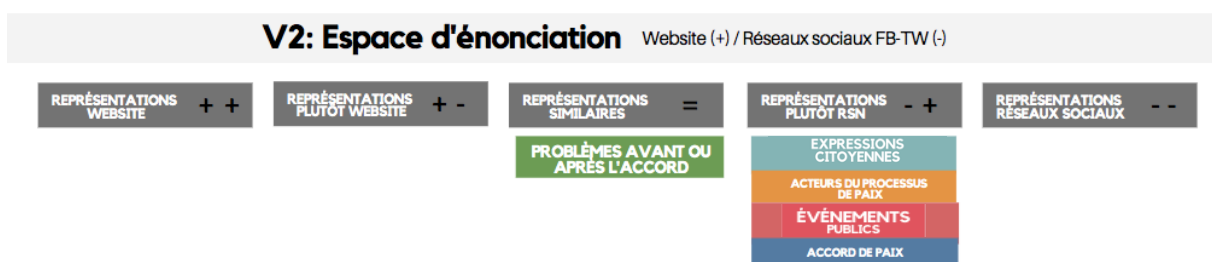 V2: Espace d'énonciation Website (+) / Réseaux sociaux FB-TW (-)
REPRÉSENTATIONS
WEBSITE + +
REPRÉSENTATIONS
PLUTÔT WEBSITE + -
REPRÉSENTATIONS
SIMILAIRES =
REPRÉSENTATIONS
PLUTÔT RSN - +
REPRÉSENTATIONS
RÉSEAUX SOCIAUX - -
PROBLÈMES AVANT OU
APRÈS L'ACCORD
EXPRESSIONS
CITOYENNES
ACTEURS DU PROCESSUS
DE PAIX
ÉVÉNEMENTS
PUBLICS
ACCORD DE PAIX